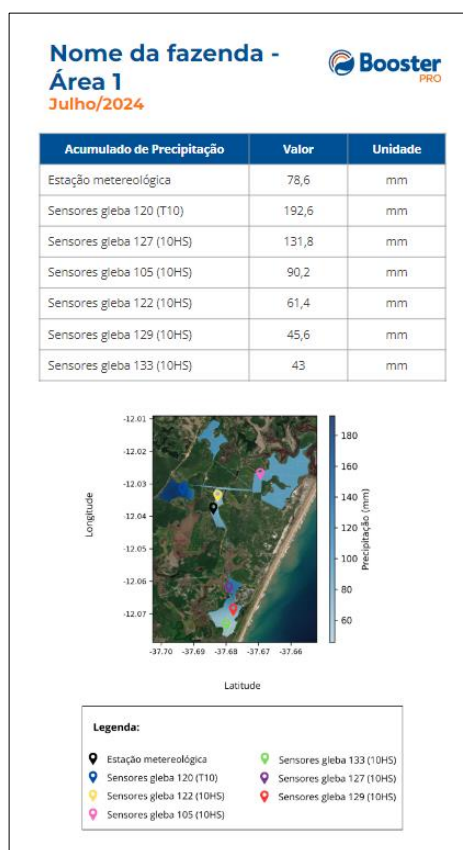 Nome da fazenda -
Área 1
Julho/2024
Booster
PRO
Acumulado de Precipitação Valor Unidade
Estação metereológica 78,6 mm
Sensores gleba 120 (T10) 192,6 mm
Sensores gleba 127 (10HS) 131,8 mm
Sensores gleba 105 (10HS) 90,2 mm
Sensores gleba 122 (10HS) 61,4 mm
Sensores gleba 129 (10HS) 45,6 mm
Sensores gleba 133 (10HS) 43 mm
-12.01
-12.02
-12.03
-12.04
-12.05
-12.06
-12.07
Longitude
-37.70 -37.69 -37.68 -37.67 -37.66
Latitude
180
160
140
120
100
80
60
Precipitação (mm)
Legenda:
Estação metereológica
Sensores gleba 120 (T10)
Sensores gleba 122 (10HS)
Sensores gleba 105 (10HS)
Sensores gleba 133 (10HS)
Sensores gleba 127 (10HS)
Sensores gleba 129 (10HS)